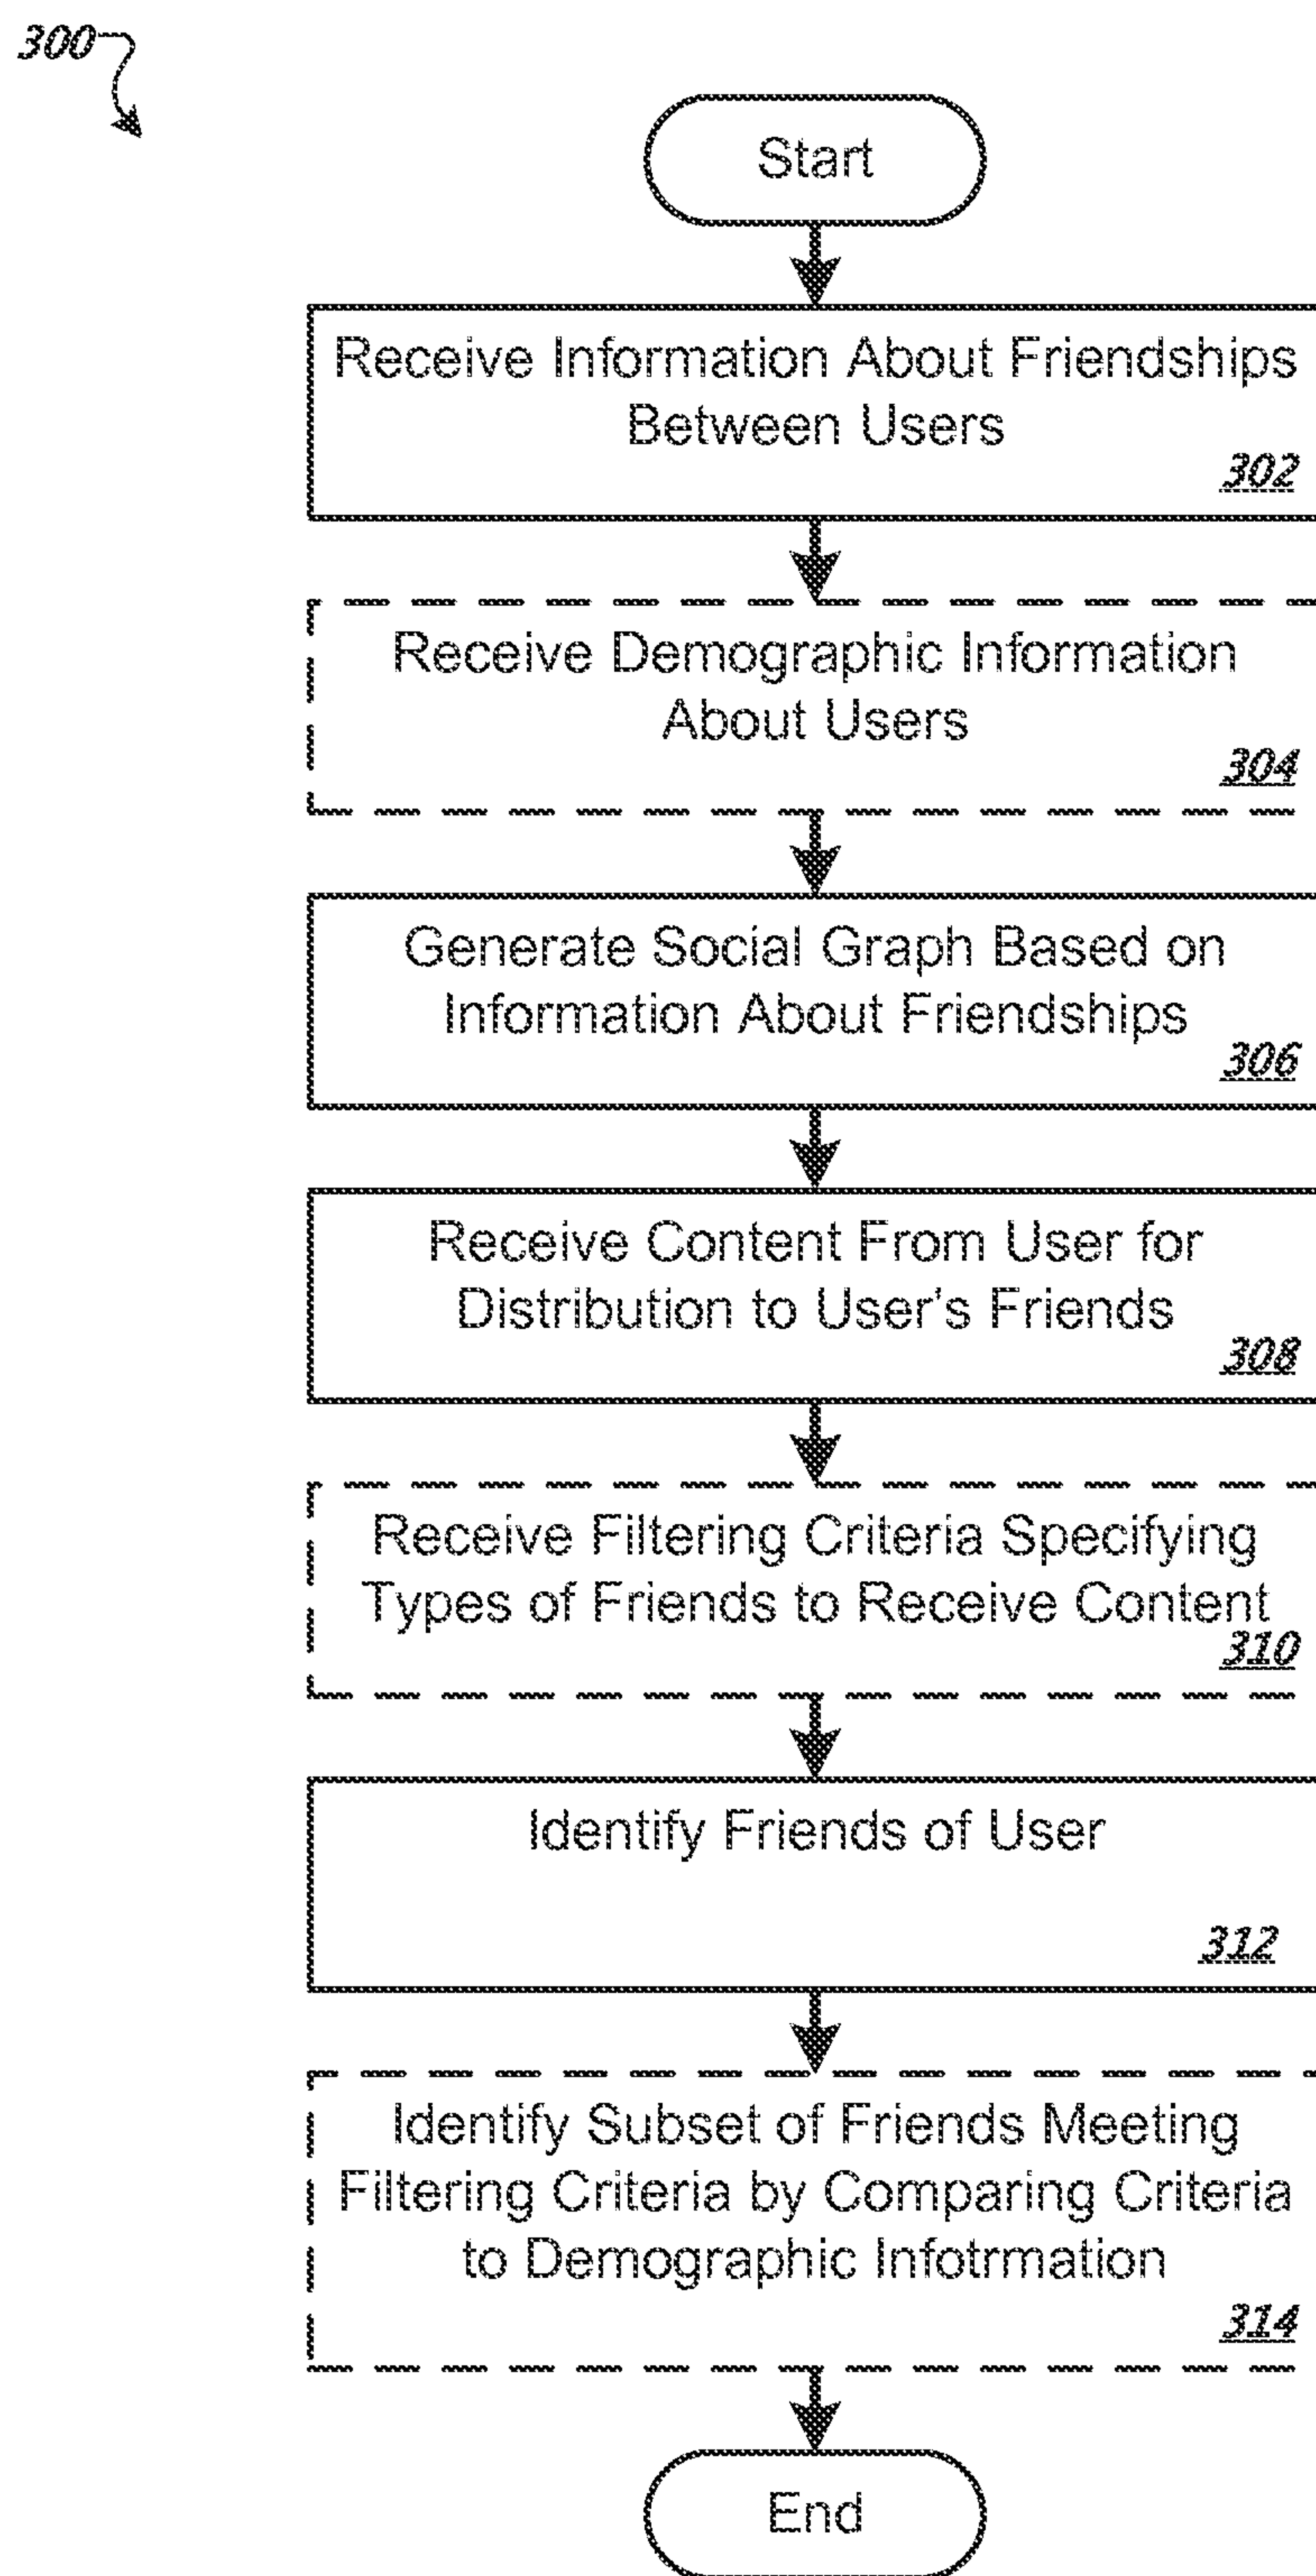 300
Start
Receive Information About Friendships
Between Users
302
Receive Demographic Information
About Users
304
Generate Social Graph Based on
Information About Friendships
306
Receive Content From User for
Distribution to User's Friends
308
Receive Filtering Criteria Specifying
Types of Friends to Receive Content
310
Identify Friends of User
312
Identify Subset of Friends Meeting
Filtering Criteria by Comparing Criteria
to Demographic Infotrmation
314
End